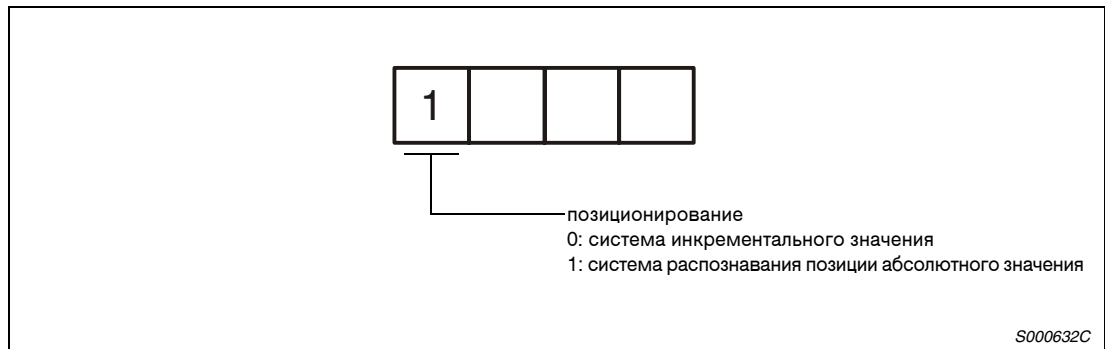 1
позиционирование
0: система инкрементального значения
1: система распознавания позиции абсолютного значения
S000632C